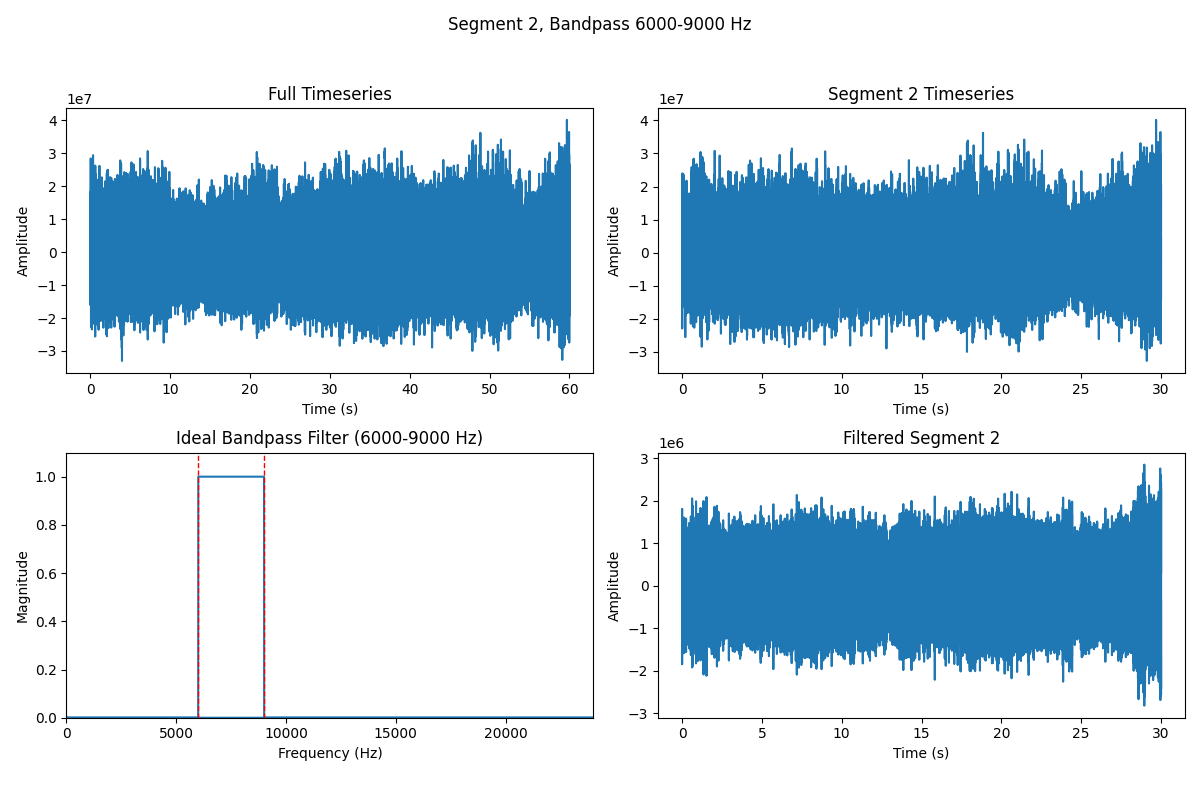 Segment 2, Bandpass 6000-9000 Hz
Full Timeseries
1e7
4
3
2
1
0
−1
−2
−3
Amplitude
0 10 20 30 40 50 60
Time (s)
Segment 2 Timeseries
1e7
4
3
2
1
0
−1
−2
−3
Amplitude
0 5 10 15 20 25 30
Time (s)
Ideal Bandpass Filter (6000-9000 Hz)
1.0
0.8
0.6
0.4
0.2
0.0
Magnitude
0 5000 10000 15000 20000
Frequency (Hz)
Filtered Segment 2
1e6
3
2
1
0
−1
−2
−3
Amplitude
0 5 10 15 20 25 30
Time (s)